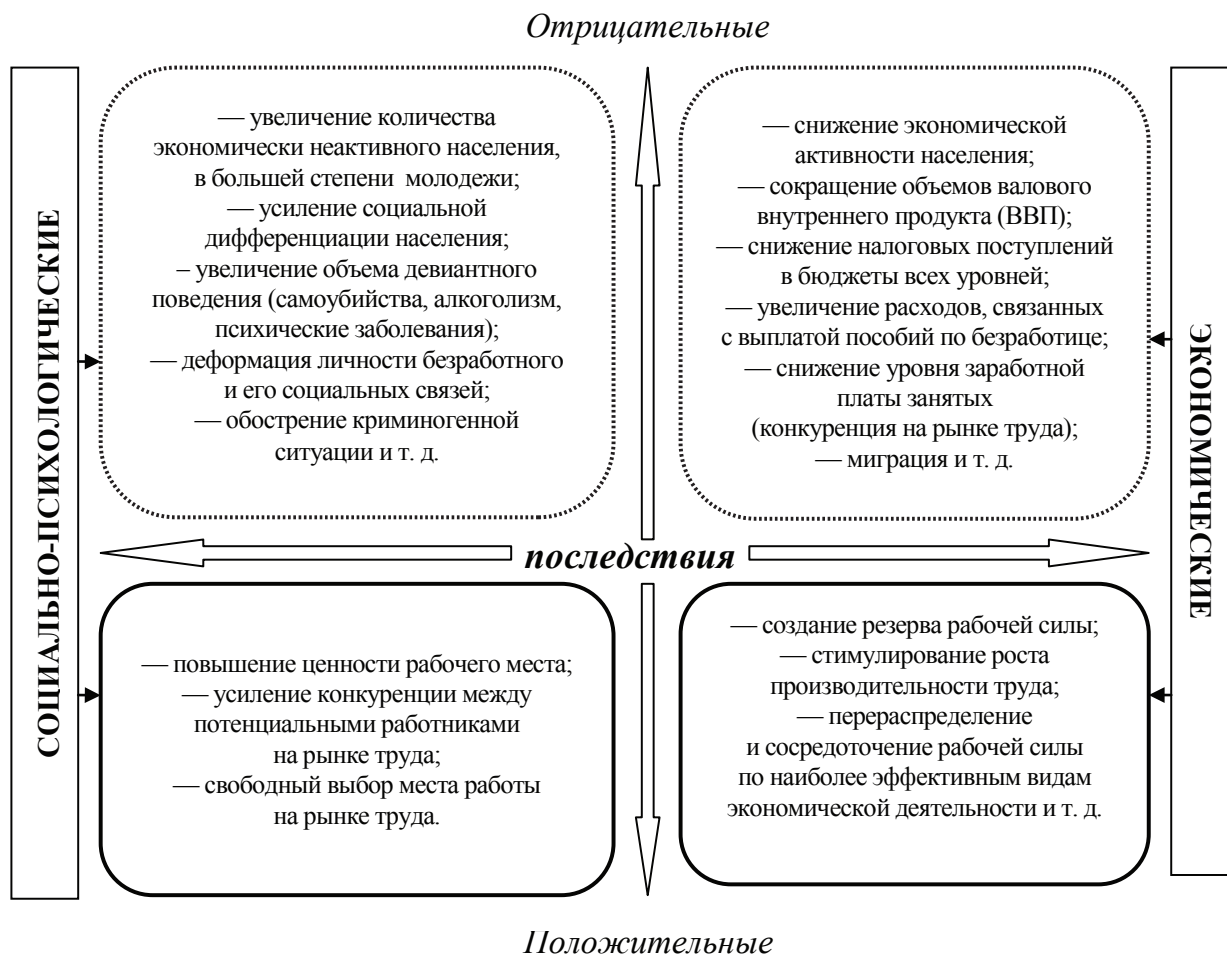 Отрицательные
СОЦИАЛЬНО-ПСИХОЛОГИЧЕСКИЕ
— увеличение количества
экономически неактивного населения,
в большей степени молодежи;
— усиление социальной
дифференциации населения;
– увеличение объема девиантного
поведения (самоубийства, алкоголизм,
психические заболевания);
— деформация личности безработного
и его социальных связей;
— обострение криминогенной
ситуации и т. д.
— снижение экономической
активности населения;
— сокращение объемов валового
внутреннего продукта (ВВП);
— снижение налоговых поступлений
в бюджеты всех уровней;
— увеличение расходов, связанных
с выплатой пособий по безработице;
— снижение уровня заработной
платы занятых
(конкуренция на рынке труда);
— миграция и т. д.
ЭКОНОМИЧЕСКИЕ
последствия
— повышение ценности рабочего места;
— усиление конкуренции между
потенциальными работниками
на рынке труда;
— свободный выбор места работы
на рынке труда.
— создание резерва рабочей силы;
— стимулирование роста
производительности труда;
— перераспределение
и сосредоточение рабочей силы
по наиболее эффективным видам
экономической деятельности и т. д.
Положительные